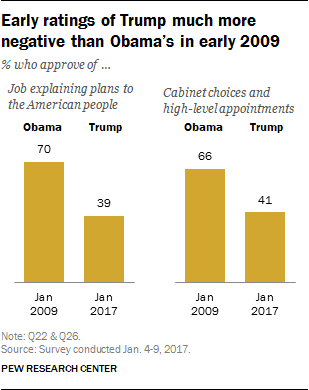 Early ratings of Trump much more
negative than Obama's in early 2009
% who approve of ...
Job explaining plans to
the American people
Obama Trump
70
39
Jan
2009
Jan
2017
Cabinet choices and
high-level appointments
Obama Trump
66
41
Jan
2009
Jan
2017
Note: Q22 & Q26.
Source: Survey conducted Jan. 4-9, 2017.
PEW RESEARCH CENTER